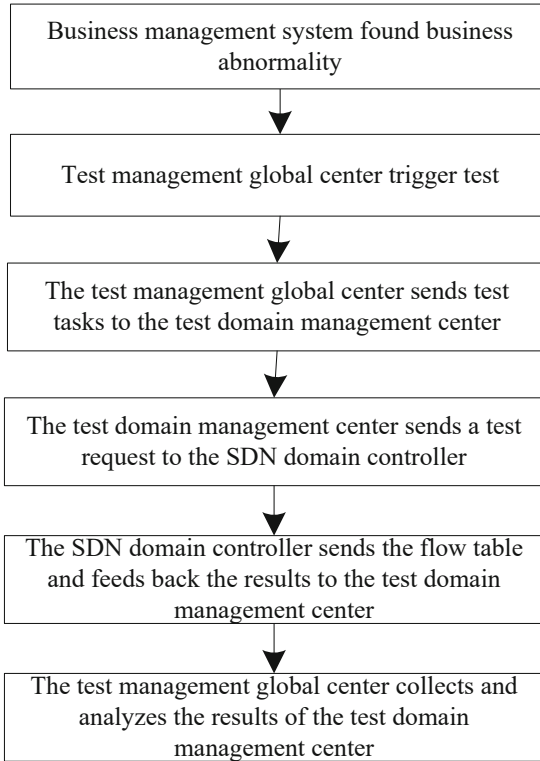 Business management system found business
abnormality
Test management global center trigger test
The test management global center sends test
tasks to the test domain management center
The test domain management center sends a test
request to the SDN domain controller
The SDN domain controller sends the flow table
and feeds back the results to the test domain
management center
The test management global center collects and
analyzes the results of the test domain
management center